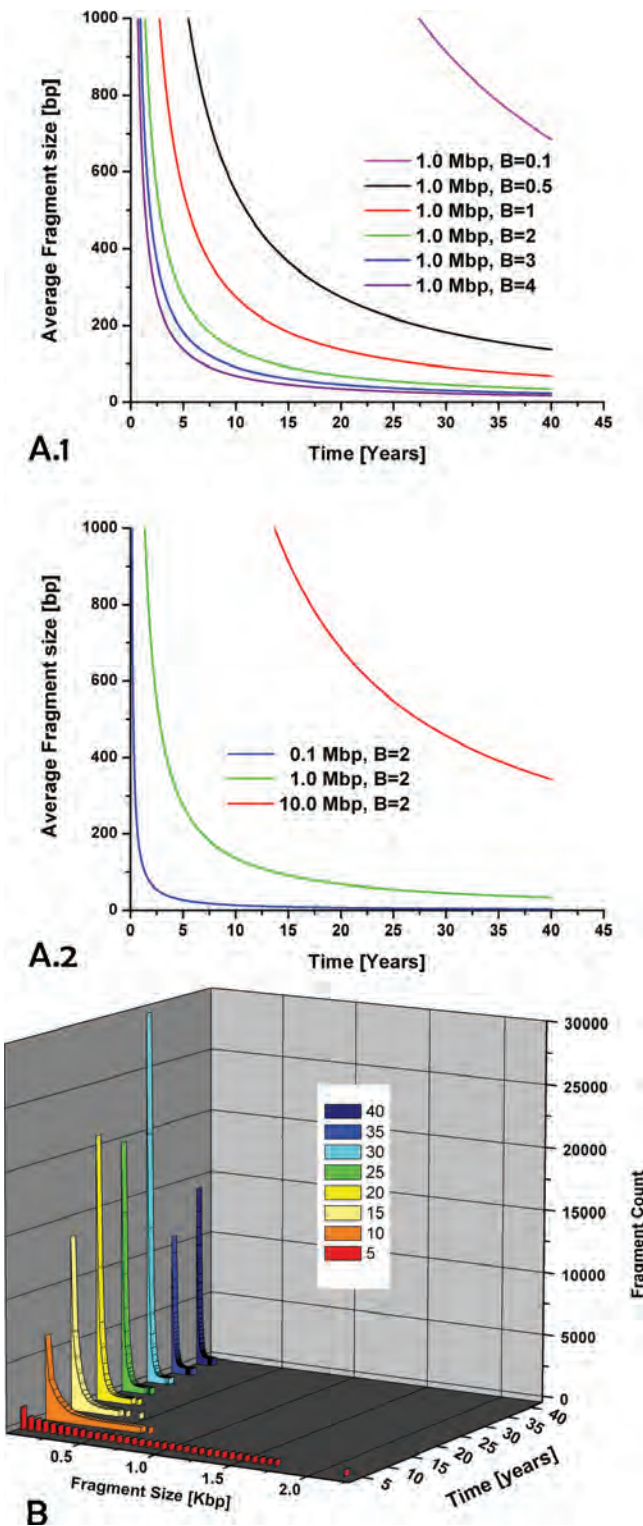 1000
800
600
400
200
0
Average Fragment size [bp]
1.0 Mbp, B=0.1
1.0 Mbp, B=0.5
1.0 Mbp, B=1
1.0 Mbp, B=2
1.0 Mbp, B=3
1.0 Mbp, B=4
0 5 10 15 20 25 30 35 40 45
Time [Years]
A.1
1000
800
600
400
200
0
Average Fragment size [bp]
0.1 Mbp, B=2
1.0 Mbp, B=2
10.0 Mbp, B=2
0 5 10 15 20 25 30 35 40 45
Time [Years]
A.2
40
35
30
25
20
15
10
5
30000
25000
20000
15000
10000
5000
0
Fragment Count
0.5 1.0 1.5 2.0
Fragment Size [Kbp]
5 10 15 20 25 30 35 40
Time [years]
B